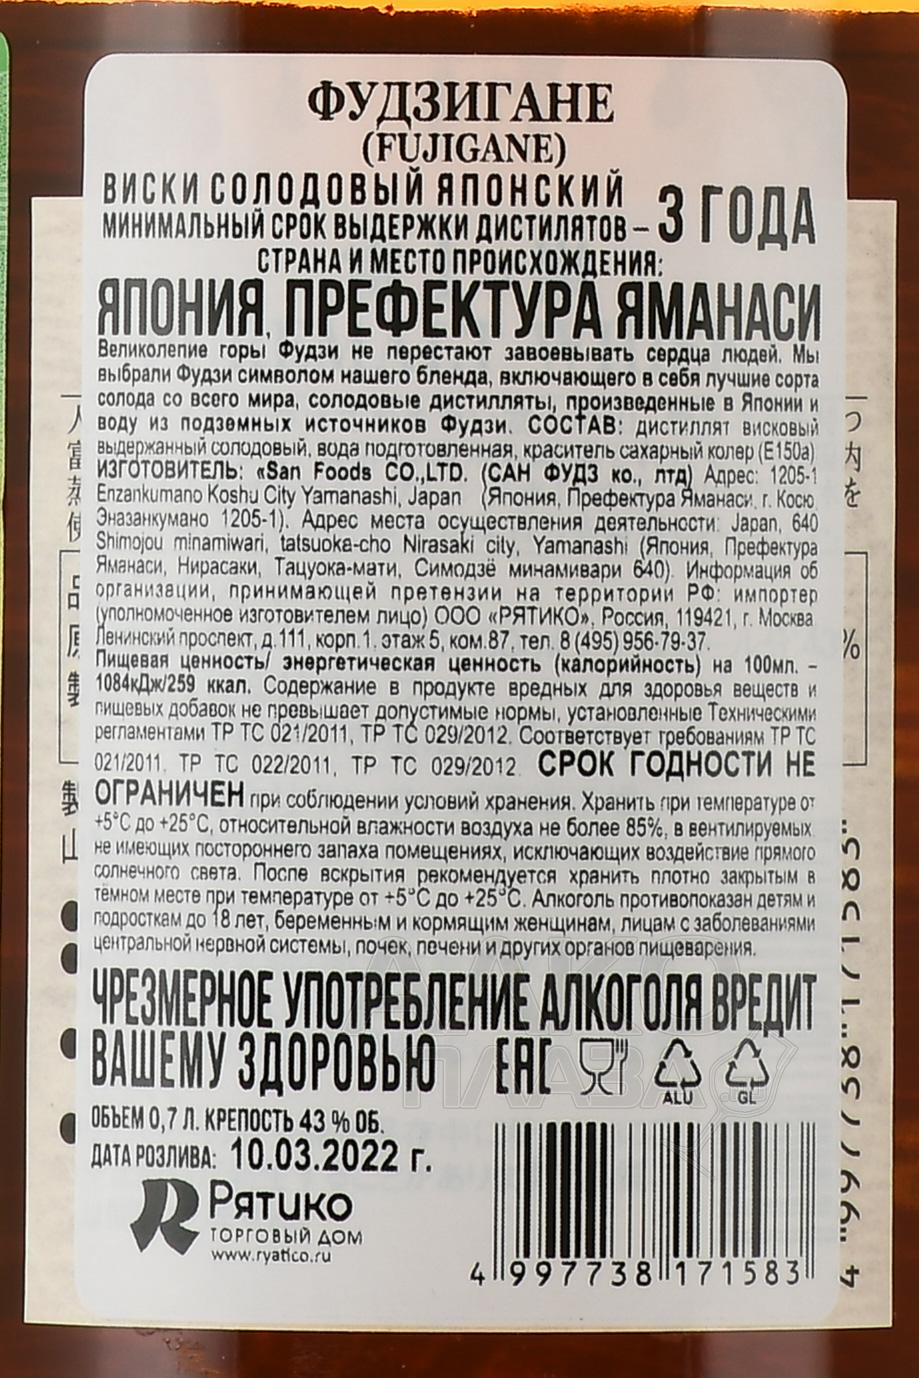 ФУДЗИГАНЕ
(FUJIGANE)
ВИСКИ СОЛОДОВЫЙ ЯПОНСКИЙ
МИНИМАЛЬНЫЙ СРОК ВЫДЕРЖКИ ДИСТИЛЯТОВ – 3 ГОДА
СТРАНА И МЕСТО ПРОИСХОЖДЕНИЯ:
ЯПОНИЯ, ПРЕФЕКТУРА ЯМАНАСИ
Великолепие горы Фудзи не перестают завоевывать сердца людей. Мы
выбрали Фудзи символом нашего бленда, включающего в себя лучшие сорта
солода со всего мира, солодовые дистилляты, произведенные в Японии и
воду из подземных источников Фудзи. СОСТАВ: дистиллят висковый
выдержанный солодовый, вода подготовленная, краситель сахарный колер (Е150а)
ИЗГОТОВИТЕЛЬ: «San Foods CO.,LTD. (САН ФУДЗ ко., лтд) Адрес: 1205-1
Enzankumano Koshu City Yamanashi, Japan (Япония, Префектура Яманаси, г. Косю
Эназанкумано 1205-1). Адрес места осуществления деятельности: Japan, 640
Shimojou minamiwari, tatsuoka-cho Nirasaki city, Yamanashi (Япония, Префектура
Яманаси, Нирасаки, Тацуока-мати, Симодзё минамивари 640). Информация об
организации, принимающей претензии на территории РФ: импортер
(уполномоченное изготовителем лицо) ООО «РЯТИКО», Россия, 119421, г. Москва
Ленинский проспект, д.111, корп.1, этаж 5, ком.87, тел. 8 (495) 956-79-37.
Пищевая ценность/ энергетическая ценность (калорийность) на 100мл. –
1084кДж/259 ккал. Содержание в продукте вредных для здоровья веществ и
пищевых добавок не превышает допустимые нормы, установленные Техническими
регламентами ТР ТС 021/2011, ТР ТС 029/2012. Соответствует требованиям ТР ТС
021/2011, ТР ТС 022/2011, ТР ТС 029/2012. СРОК ГОДНОСТИ НЕ
ОГРАНИЧЕН при соблюдении условий хранения. Хранить при температуре от
+5°С до +25°С, относительной влажности воздуха не более 85%, в вентилируемых
не имеющих постороннего запаха помещениях, исключающих воздействие прямого
солнечного света. После вскрытия рекомендуется хранить плотно закрытым в
тёмном месте при температуре от +5°С до +25°С. Алкоголь противопоказан детям и
подросткам до 18 лет, беременным и кормящим женщинам, лицам с заболеваниями
центральной нервной системы, почек, печени и других органов пищеварения.
ЧРЕЗМЕРНОЕ УПОТРЕБЛЕНИЕ АЛКОГОЛЯ ВРЕДИТ
ВАШЕМУ ЗДОРОВЬЮ EAC
ALU GL
ОБЪЕМ 0,7 Л. КРЕПОСТЬ 43 % ОБ.
ДАТА РОЗЛИВА: 10.03.2022 г.
Рятико
ТОРГОВЫЙ ДОМ
www.ryatico.ru
4 997738 171583
4 "997738"171583"